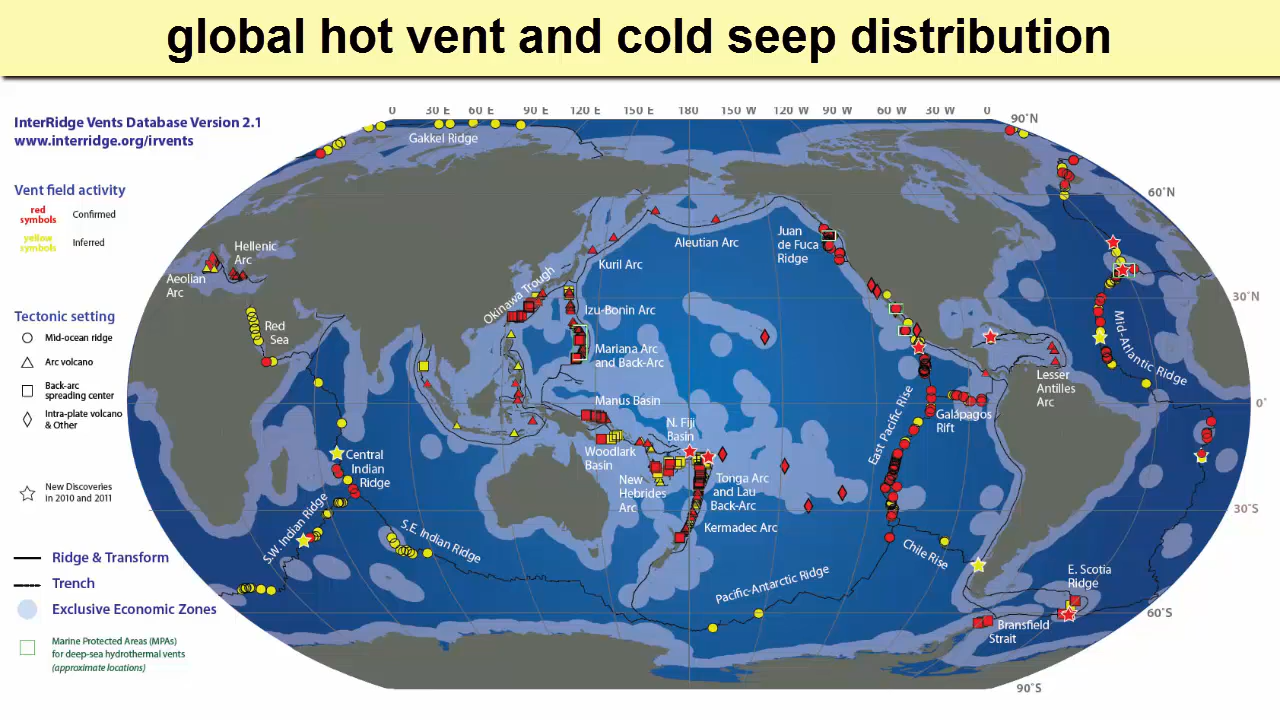 global hot vent and cold seep distribution
InterRidge Vents Database Version 2.1
www.interridge.org/irvents
Vent field activity
red
symbols
Confirmed
yellow
symbols
Inferred
Tectonic setting
Mid-ocean ridge
Arc volcano
Back-arc
spreading center
Intra-plate volcano
& Other
New Discoveries
in 2010 and 2011
Ridge & Transform
Trench
Exclusive Economic Zones
Marine Protected Areas (MPAs)
for deep-sea hydrothermal vents
(approximate locations)
0 30 E 60 E 90 E 120 E 150 E 180 150 W 120 W 90 W 60 W 30 W 0
90°N
60°N
30°N
0°
30°S
60°S
90°S
Gakkel Ridge
Hellenic
Arc
Aeolian
Arc
Red
Sea
Central
Indian
Ridge
S.W. Indian Ridge
S.E. Indian Ridge
Okinawa Trough
Kuril Arc
Aleutian Arc
Izu-Bonin Arc
Mariana Arc
and Back-Arc
Manus Basin
N. Fiji
Basin
Woodlark
Basin
New
Hebrides
Arc
Tonga Arc
and Lau
Back-Arc
Kermadec Arc
Pacific-Antarctic Ridge
Juan
de Fuca
Ridge
East Pacific Rise
Galápagos
Rift
Chile Rise
Lesser
Antilles
Arc
Mid-Atlantic Ridge
E. Scotia
Ridge
Bransfield
Strait